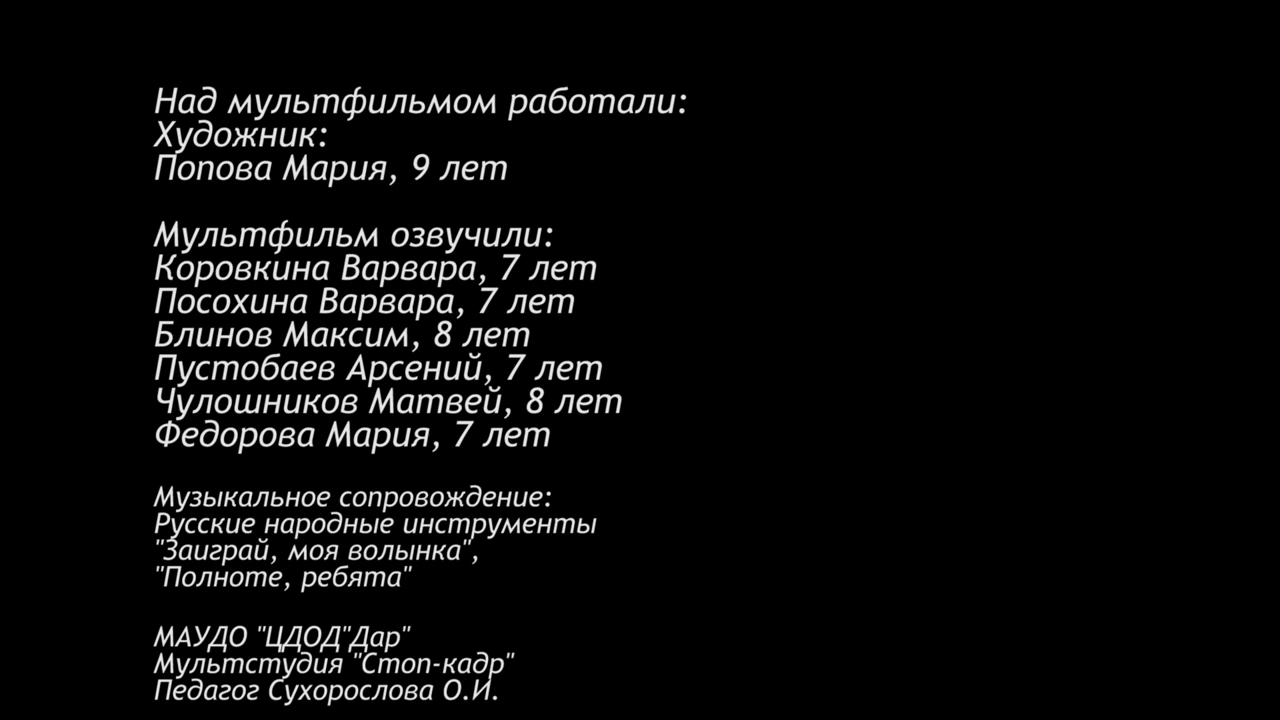 Над мультфильмом работали:
Художник:
Попова Мария, 9 лет
Мультфильм озвучили:
Коровкина Варвара, 7 лет
Посохина Варвара, 7 лет
Блинов Максим, 8 лет
Пустобаев Арсений, 7 лет
Чулошников Матвей, 8 лет
Федорова Мария, 7 лет
Музыкальное сопровождение:
Русские народные инструменты
"Заиграй, моя волынка",
"Полноте, ребята"
МАУДО "ЦДОД"Дар"
Мультстудия "Стоп-кадр"
Педагог Сухорослова О.И.